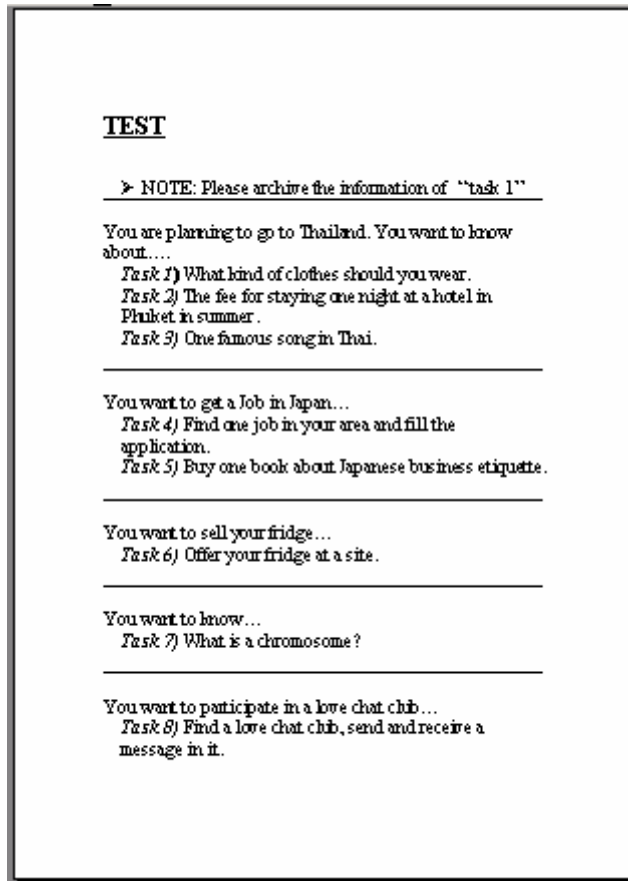 TEST
➢ NOTE: Please archive the information of “task 1”
You are planning to go to Thailand. You want to know
about….
Task 1) What kind of clothes should you wear.
Task 2) The fee for staying one night at a hotel in
Phuket in summer.
Task 3) One famous song in Thai.
You want to get a Job in Japan…
Task 4) Find one job in your area and fill the
application.
Task 5) Buy one book about Japanese business etiquette.
You want to sell your fridge…
Task 6) Offer your fridge at a site.
You want to know…
Task 7) What is a chromosome?
You want to participate in a love chat club…
Task 8) Find a love chat club, send and receive a
message in it.